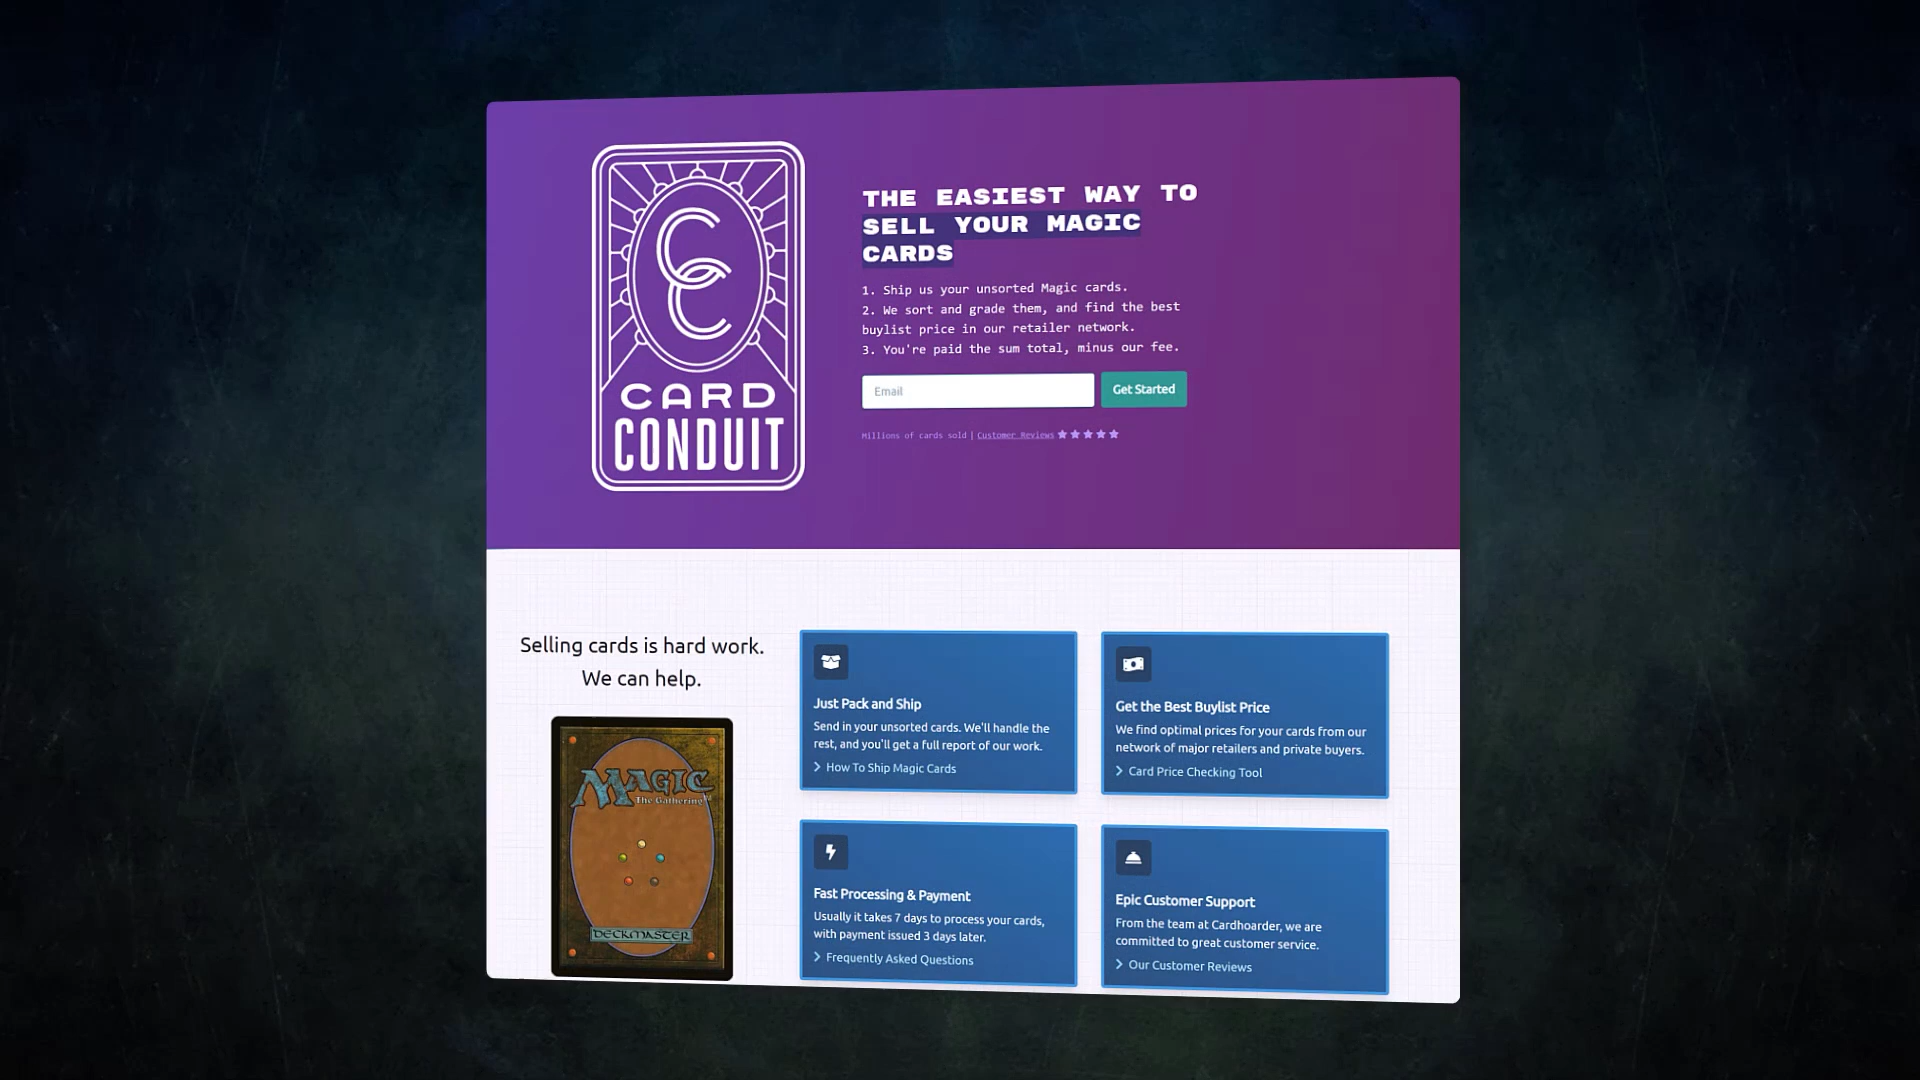 CARD
CONDUIT
THE EASIEST WAY TO
SELL YOUR MAGIC
CARDS
1. Ship us your unsorted Magic cards.
2. We sort and grade them, and find the best
buylist price in our retailer network.
3. You're paid the sum total, minus our fee.
Email
Get Started
Millions of cards sold | Customer Reviews
Selling cards is hard work.
We can help.
MAGIC
The Gathering
DECKMASTER
Just Pack and Ship
Send in your unsorted cards. We'll handle the
rest, and you'll get a full report of our work.
How To Ship Magic Cards
Get the Best Buylist Price
We find optimal prices for your cards from our
network of major retailers and private buyers.
Card Price Checking Tool
Fast Processing & Payment
Usually it takes 7 days to process your cards,
with payment issued 3 days later.
Frequently Asked Questions
Epic Customer Support
From the team at Cardhoarder, we are
committed to great customer service.
Our Customer Reviews